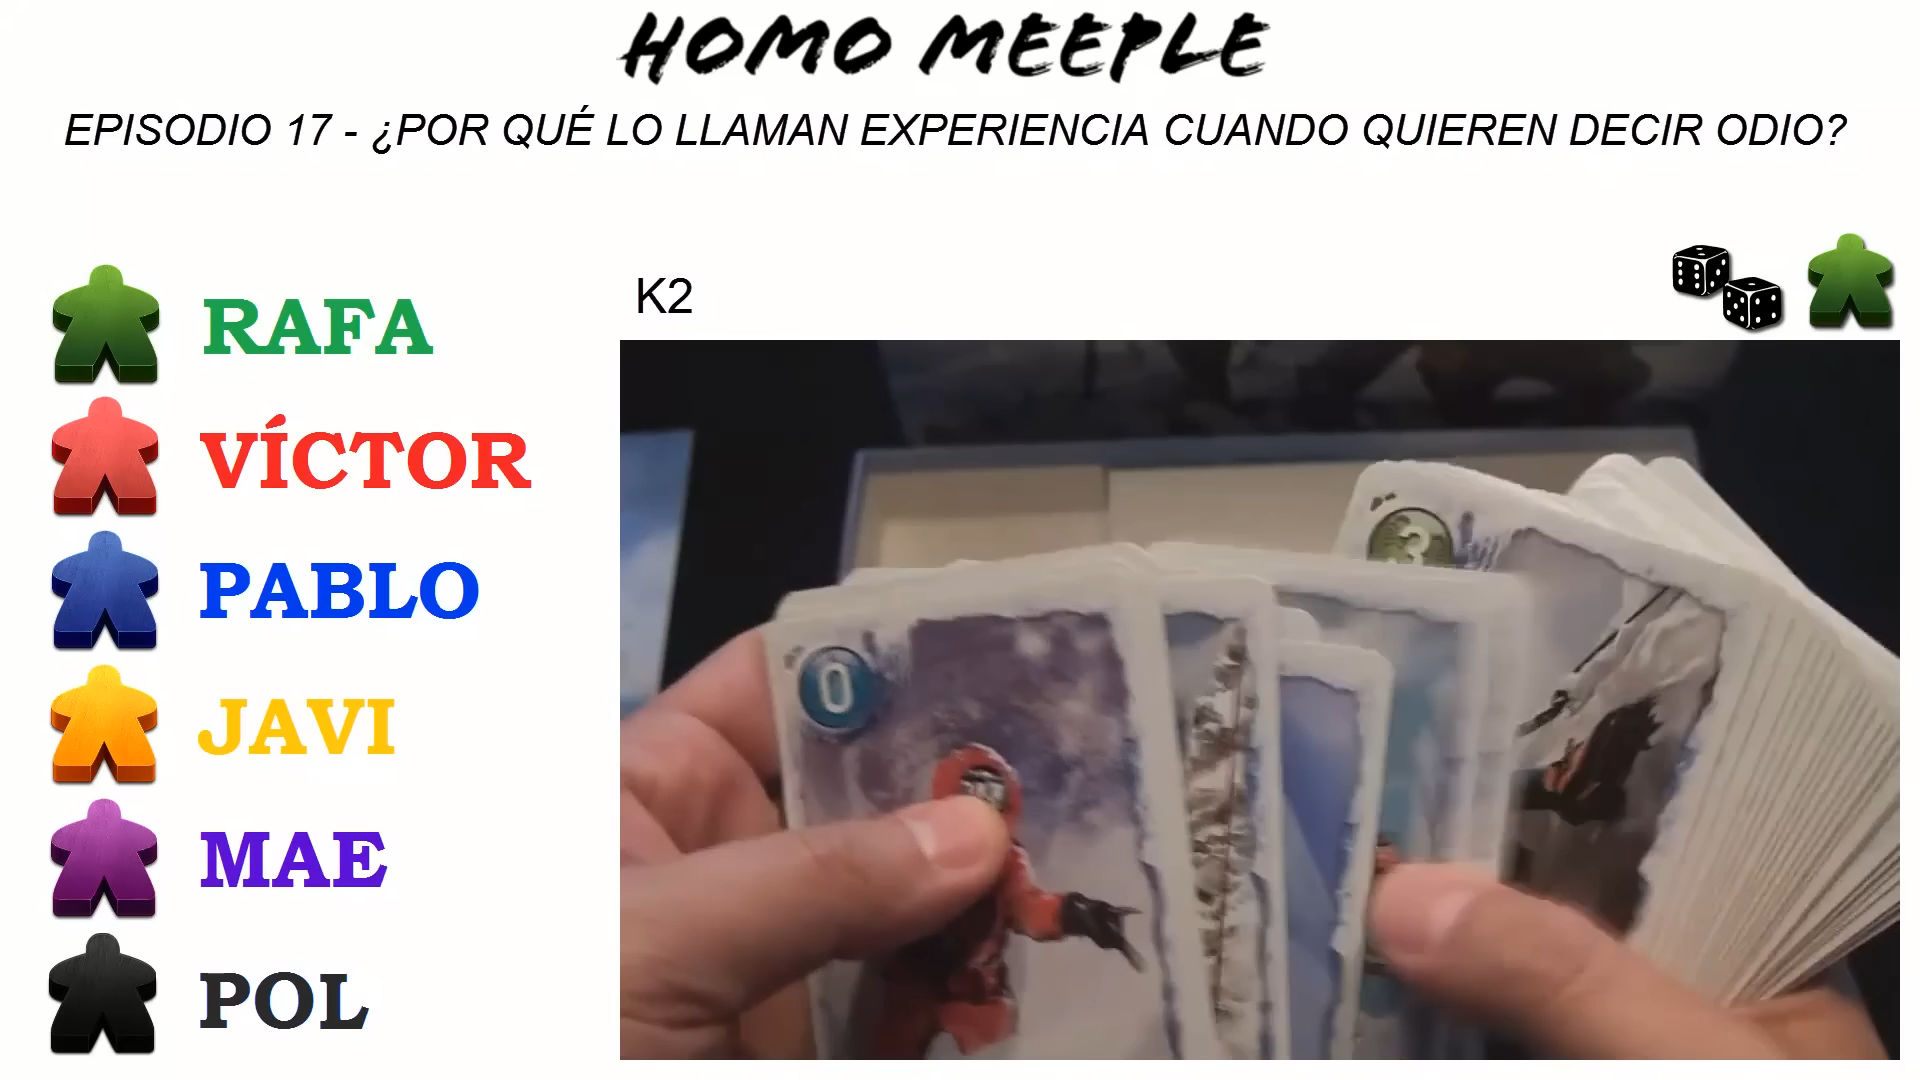 HOMO MEEPLE
EPISODIO 17 - ¿POR QUÉ LO LLAMAN EXPERIENCIA CUANDO QUIEREN DECIR ODIO?
K2
RAFA
VÍCTOR
PABLO
JAVI
MAE
POL
3
0